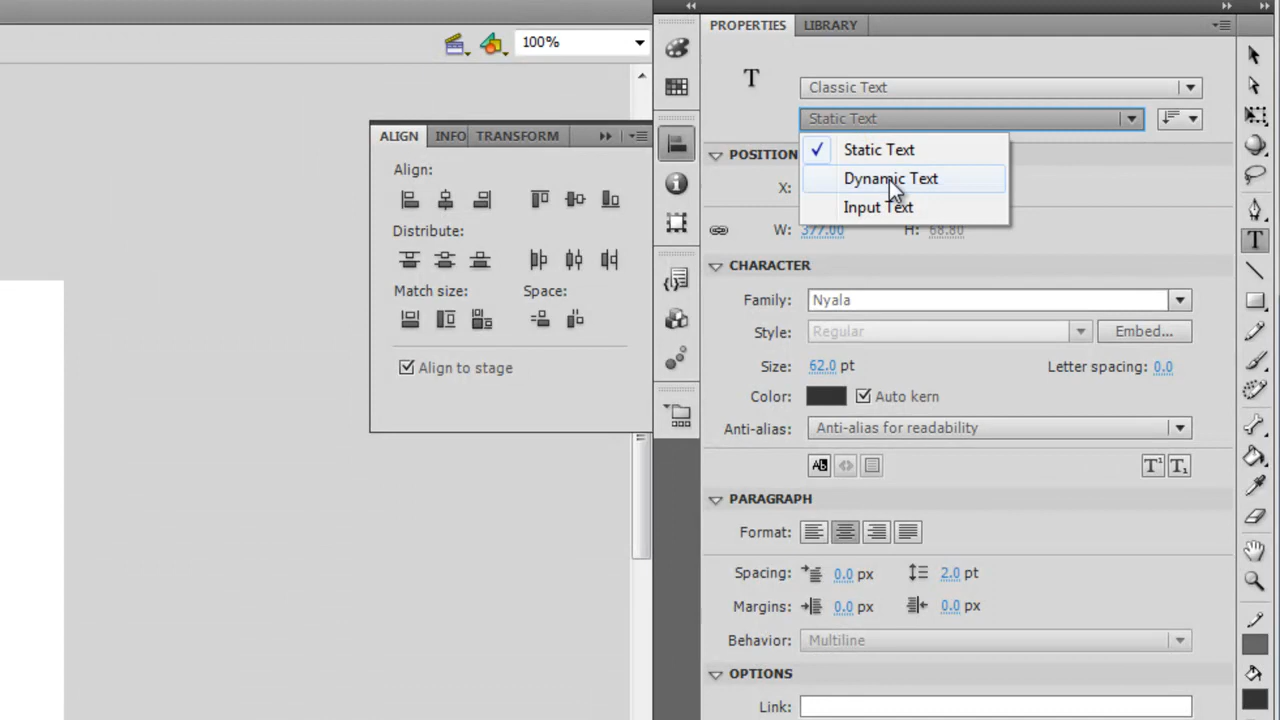 PROPERTIES LIBRARY
100%
T
Classic Text
Static Text
ALIGN INFO TRANSFORM
Static Text
POSITION
Align:
Dynamic Text
X:
Input Text
Distribute:
W: 377.00 H: 68.80
CHARACTER
Match size: Space:
Family: Nyala
Style: Regular Embed...
Align to stage
Size: 62.0 pt Letter spacing: 0.0
Color: Auto kern
Anti-alias: Anti-alias for readability
PARAGRAPH
Format:
Spacing: 0.0 px 2.0 pt
Margins: 0.0 px 0.0 px
Behavior: Multiline
OPTIONS
Link: